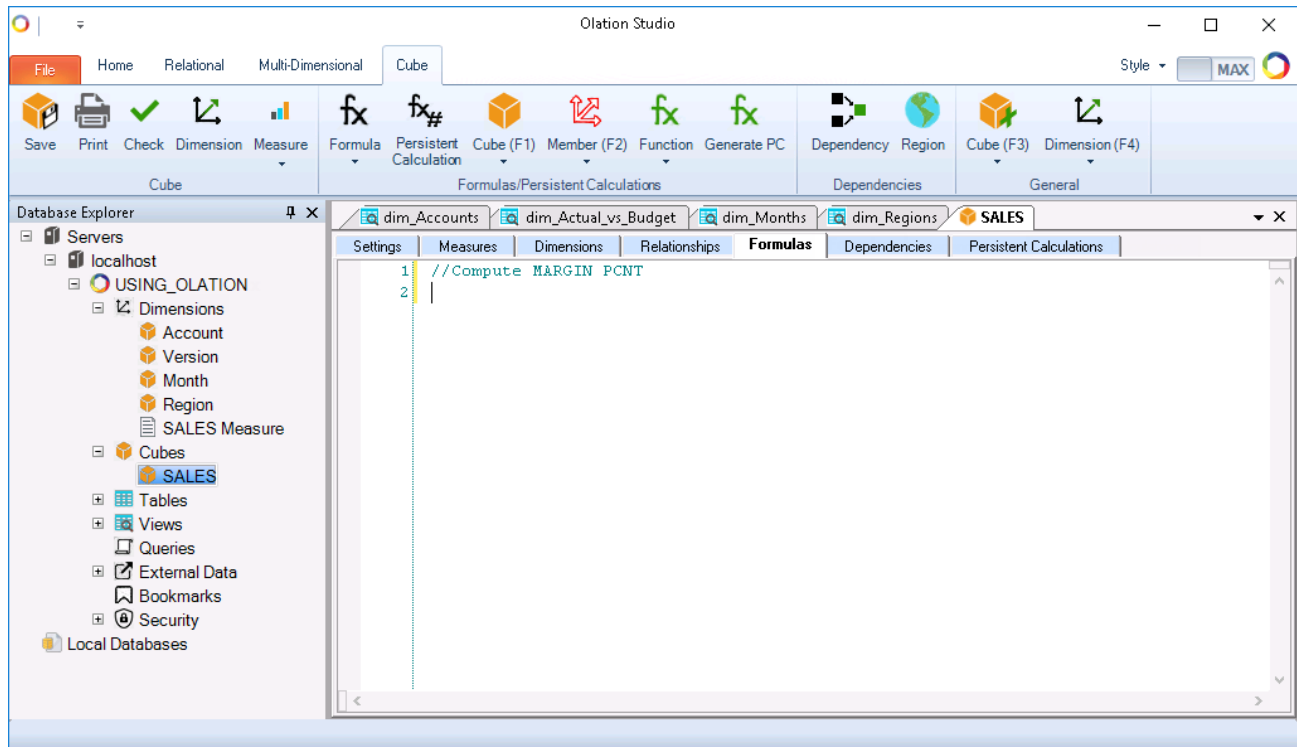 Olation Studio
File Home Relational Multi-Dimensional Cube Style MAX
Save Print Check Dimension Measure Formula Persistent Calculation Cube (F1) Member (F2) Function Generate PC Dependency Region Cube (F3) Dimension (F4)
Cube Formulas/Persistent Calculations Dependencies General
Database Explorer
Servers
localhost
USING_OLATION
Dimensions
Account
Version
Month
Region
SALES Measure
Cubes
SALES
Tables
Views
Queries
External Data
Bookmarks
Security
Local Databases
dim_Accounts dim_Actual_vs_Budget dim_Months dim_Regions SALES
Settings Measures Dimensions Relationships Formulas Dependencies Persistent Calculations
1 //Compute MARGIN PCNT
2